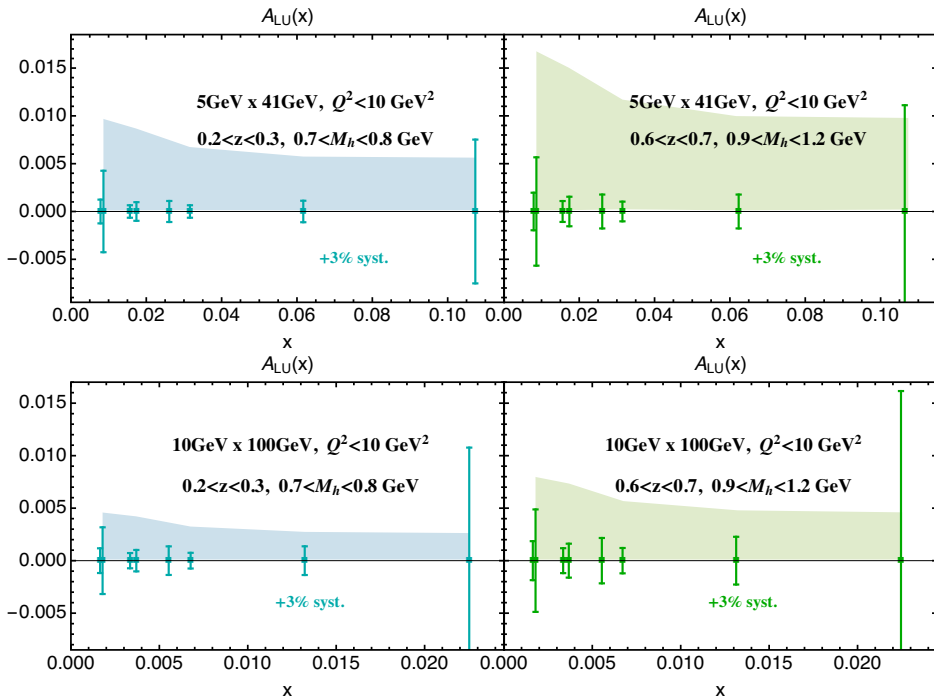 A_LU(x) A_LU(x)
0.015
0.010
0.005
0.000
−0.005
5GeV x 41GeV, Q^2<10 GeV^2
0.2<z<0.3, 0.7<M_h<0.8 GeV
+3% syst.
5GeV x 41GeV, Q^2<10 GeV^2
0.6<z<0.7, 0.9<M_h<1.2 GeV
+3% syst.
0.00 0.02 0.04 0.06 0.08 0.10 0.00 0.02 0.04 0.06 0.08 0.10
x x
A_LU(x) A_LU(x)
0.015
0.010
0.005
0.000
−0.005
10GeV x 100GeV, Q^2<10 GeV^2
0.2<z<0.3, 0.7<M_h<0.8 GeV
+3% syst.
10GeV x 100GeV, Q^2<10 GeV^2
0.6<z<0.7, 0.9<M_h<1.2 GeV
+3% syst.
0.000 0.005 0.010 0.015 0.020 0.005 0.010 0.015 0.020
x x